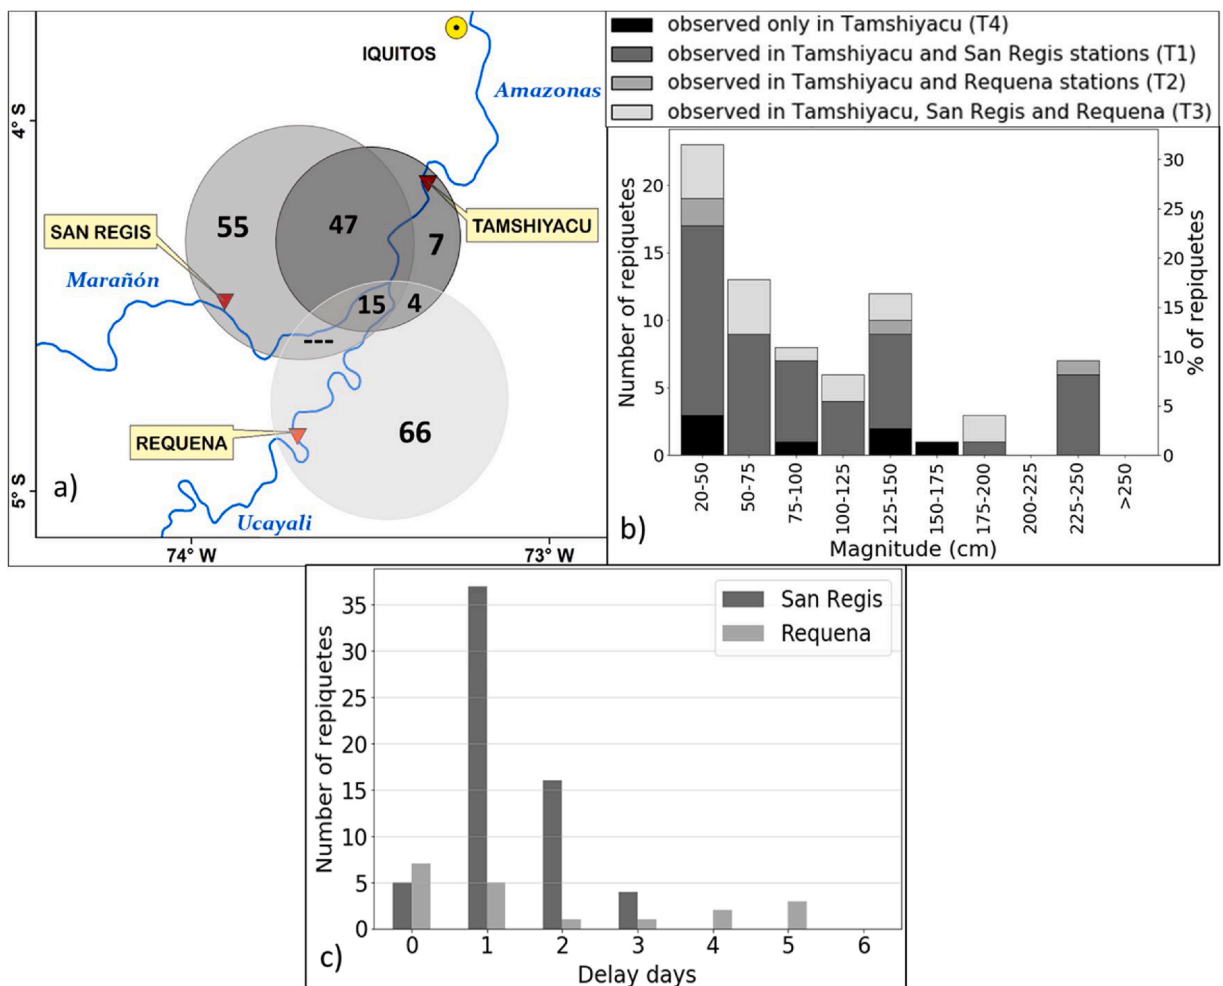 IQUITOS
Amazonas
4° S
55
47
TAMSHIYACU
7
SAN REGIS
Marañón
15
4
---
66
REQUENA
a)
5° S
Ucayali
74° W
73° W
observed only in Tamshiyacu (T4)
observed in Tamshiyacu and San Regis stations (T1)
observed in Tamshiyacu and Requena stations (T2)
observed in Tamshiyacu, San Regis and Requena (T3)
Number of repiquetes
20
15
10
5
0
% of repiquetes
30
25
20
15
10
5
0
20-50
50-75
75-100
100-125
125-150
150-175
175-200
200-225
225-250
>250
b)
Magnitude (cm)
San Regis
Requena
Number of repiquetes
35
30
25
20
15
10
5
0
0 1 2 3 4 5 6
c)
Delay days